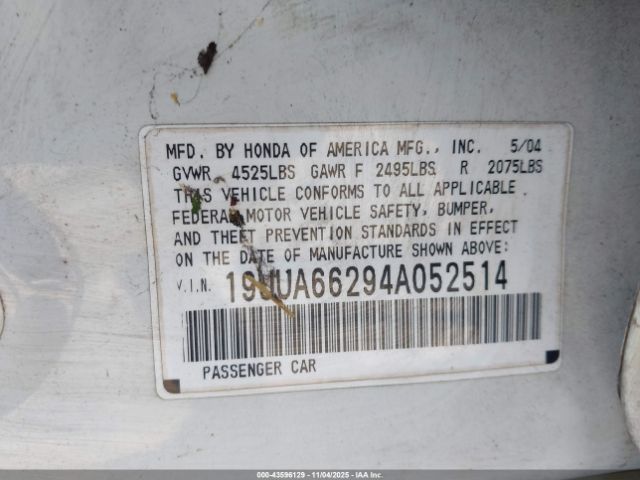 MFD. BY HONDA OF AMERICA MFG., INC. 5/04
GVWR 4525LBS GAWR F 2495LBS R 2075LBS
THIS VEHICLE CONFORMS TO ALL APPLICABLE
FEDERAL MOTOR VEHICLE SAFETY, BUMPER,
AND THEFT PREVENTION STANDARDS IN EFFECT
ON THE DATE OF MANUFACTURE SHOWN ABOVE:
V.I.N. 19UUA66294A052514
PASSENGER CAR
000-43596129 - 11/04/2025 - IAA Inc.